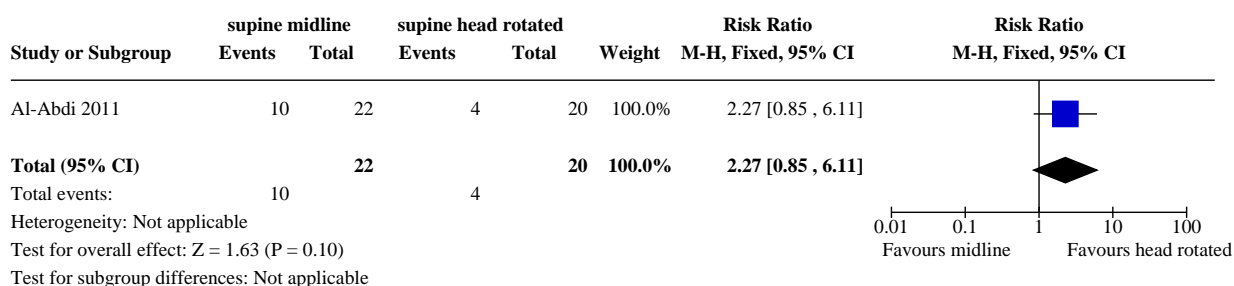 supine midline supine head rotated Risk Ratio Risk Ratio
Study or Subgroup Events Total Events Total Weight M-H, Fixed, 95% CI M-H, Fixed, 95% CI
Al-Abdi 2011 10 22 4 20 100.0% 2.27 [0.85 , 6.11]
Total (95% CI) 22 20 100.0% 2.27 [0.85 , 6.11]
Total events: 10 4
Heterogeneity: Not applicable
0.01 0.1 1 10 100
Test for overall effect: Z = 1.63 (P = 0.10) Favours midline Favours head rotated
Test for subgroup differences: Not applicable